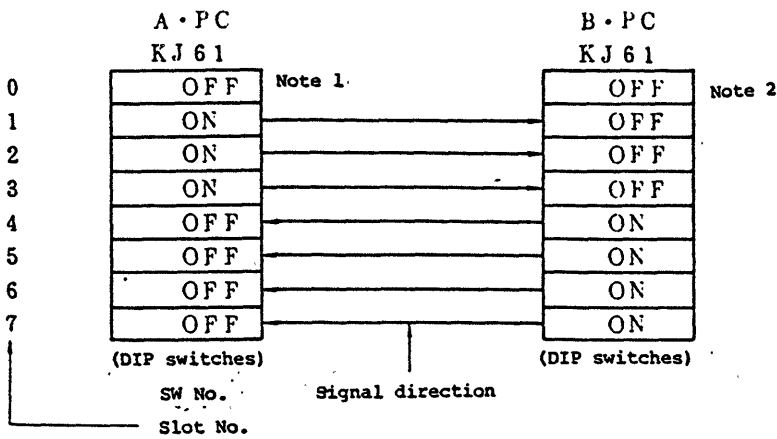 A・PC B・PC
KJ61 KJ61
0 OFF Note 1. OFF Note 2
1 ON OFF
2 ON OFF
3 ON OFF
4 OFF ON
5 OFF ON
6 OFF ON
7 OFF ON
(DIP switches) (DIP switches)
SW No. Signal direction
Slot No.